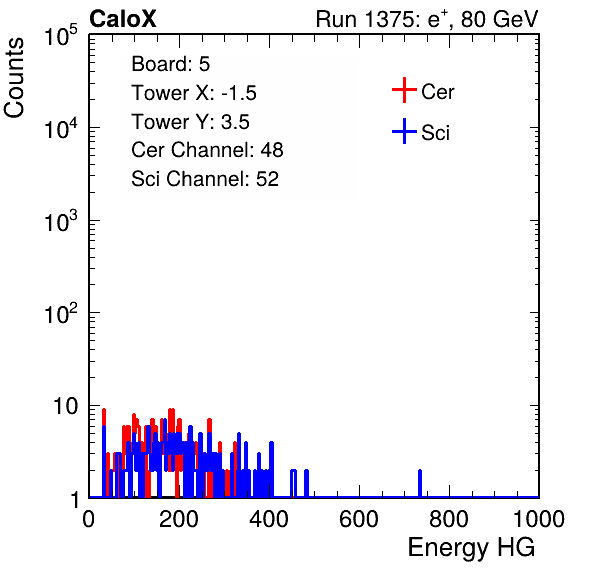 CaloX Run 1375: e+, 80 GeV
Counts
10^5
10^4
10^3
10^2
10
1
Board: 5
Tower X: -1.5
Tower Y: 3.5
Cer Channel: 48
Sci Channel: 52
Cer
Sci
0 200 400 600 800 1000
Energy HG